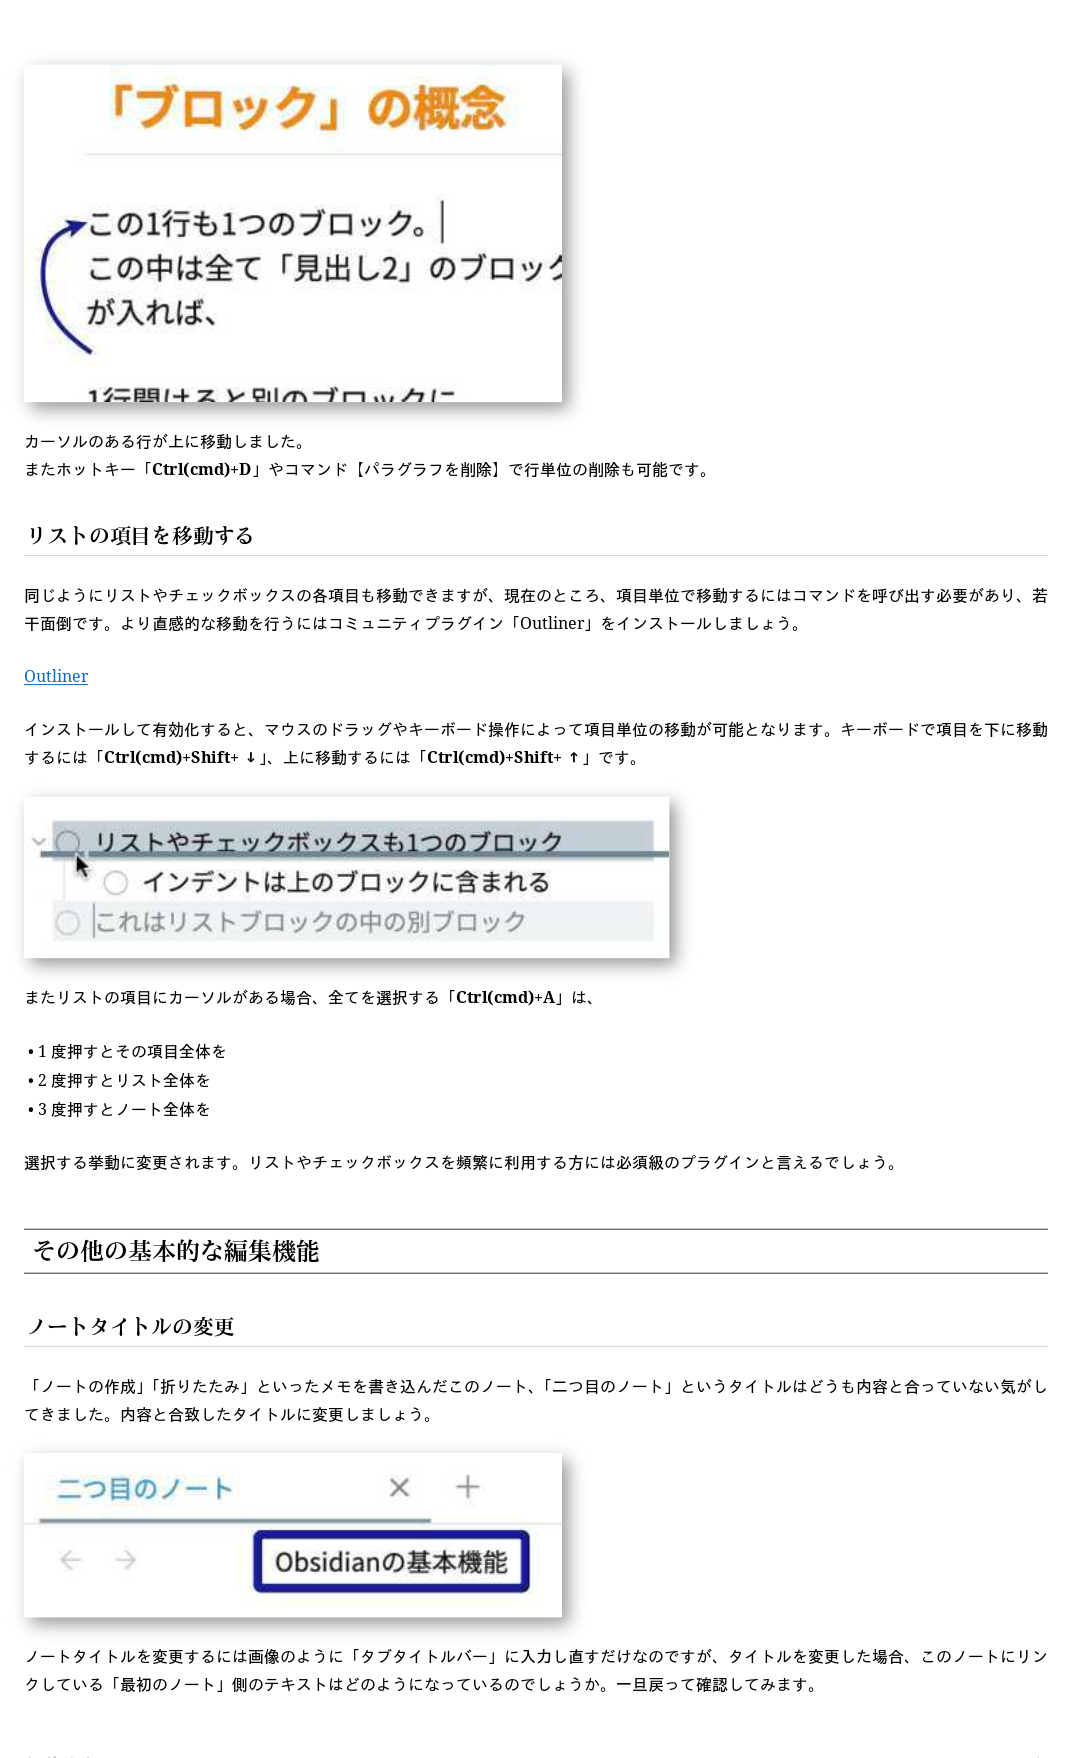 「ブロック」の概念
この1行も1つのブロック。
この中は全て「見出し2」のブロック
が入れば、
1行開けると別のブロックに
カーソルのある行が上に移動しました。
またホットキー「Ctrl(cmd)+D」やコマンド【パラグラフを削除】で行単位の削除も可能です。
リストの項目を移動する
同じようにリストやチェックボックスの各項目も移動できますが、現在のところ、項目単位で移動するにはコマンドを呼び出す必要があり、若
干面倒です。より直感的な移動を行うにはコミュニティプラグイン「Outliner」をインストールしましょう。
Outliner
インストールして有効化すると、マウスのドラッグやキーボード操作によって項目単位の移動が可能となります。キーボードで項目を下に移動
するには「Ctrl(cmd)+Shift+ ↓」、上に移動するには「Ctrl(cmd)+Shift+ ↑」です。
リストやチェックボックスも1つのブロック
インデントは上のブロックに含まれる
これはリストブロックの中の別ブロック
またリストの項目にカーソルがある場合、全てを選択する「Ctrl(cmd)+A」は、
• 1 度押すとその項目全体を
• 2 度押すとリスト全体を
• 3 度押すとノート全体を
選択する挙動に変更されます。リストやチェックボックスを頻繁に利用する方には必須級のプラグインと言えるでしょう。
その他の基本的な編集機能
ノートタイトルの変更
「ノートの作成」「折りたたみ」といったメモを書き込んだこのノート、「二つ目のノート」というタイトルはどうも内容と合っていない気がし
てきました。内容と合致したタイトルに変更しましょう。
二つ目のノート
Obsidianの基本機能
ノートタイトルを変更するには画像のように「タブタイトルバー」に入力し直すだけなのですが、タイトルを変更した場合、このノートにリン
クしている「最初のノート」側のテキストはどのようになっているのでしょうか。一旦戻って確認してみます。